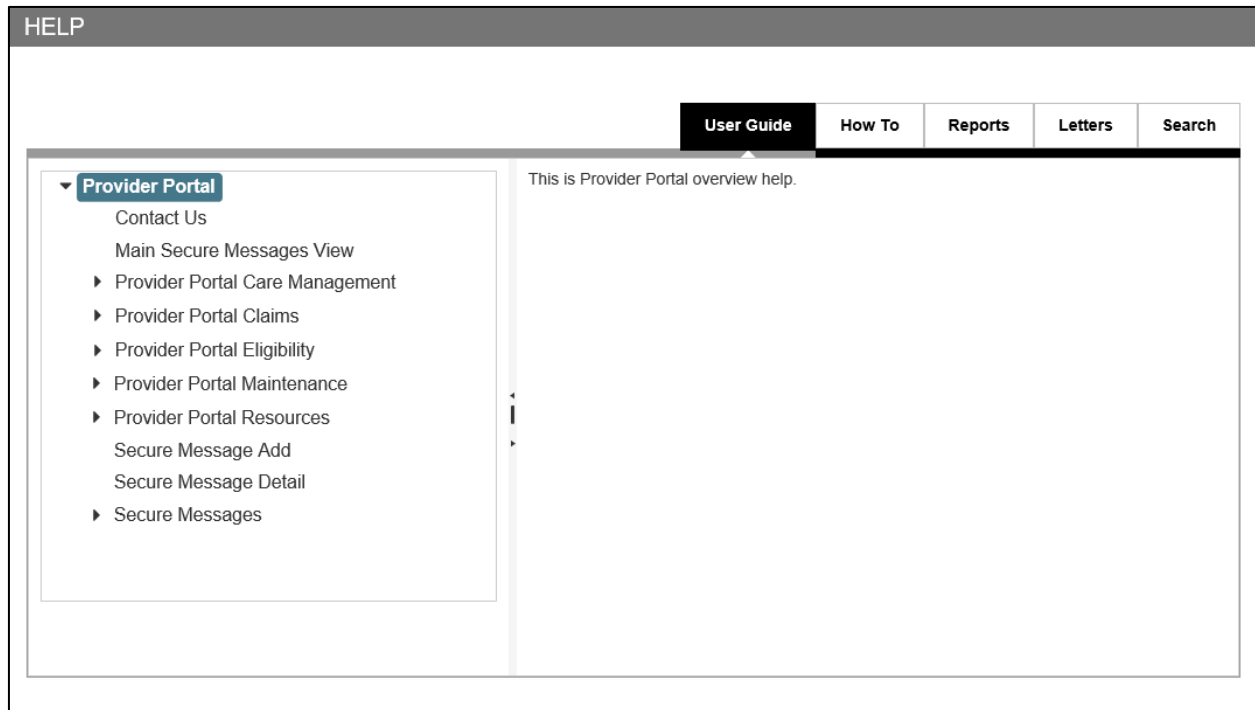 HELP
User Guide
How To
Reports
Letters
Search
Provider Portal
Contact Us
Main Secure Messages View
Provider Portal Care Management
Provider Portal Claims
Provider Portal Eligibility
Provider Portal Maintenance
Provider Portal Resources
Secure Message Add
Secure Message Detail
Secure Messages
This is Provider Portal overview help.